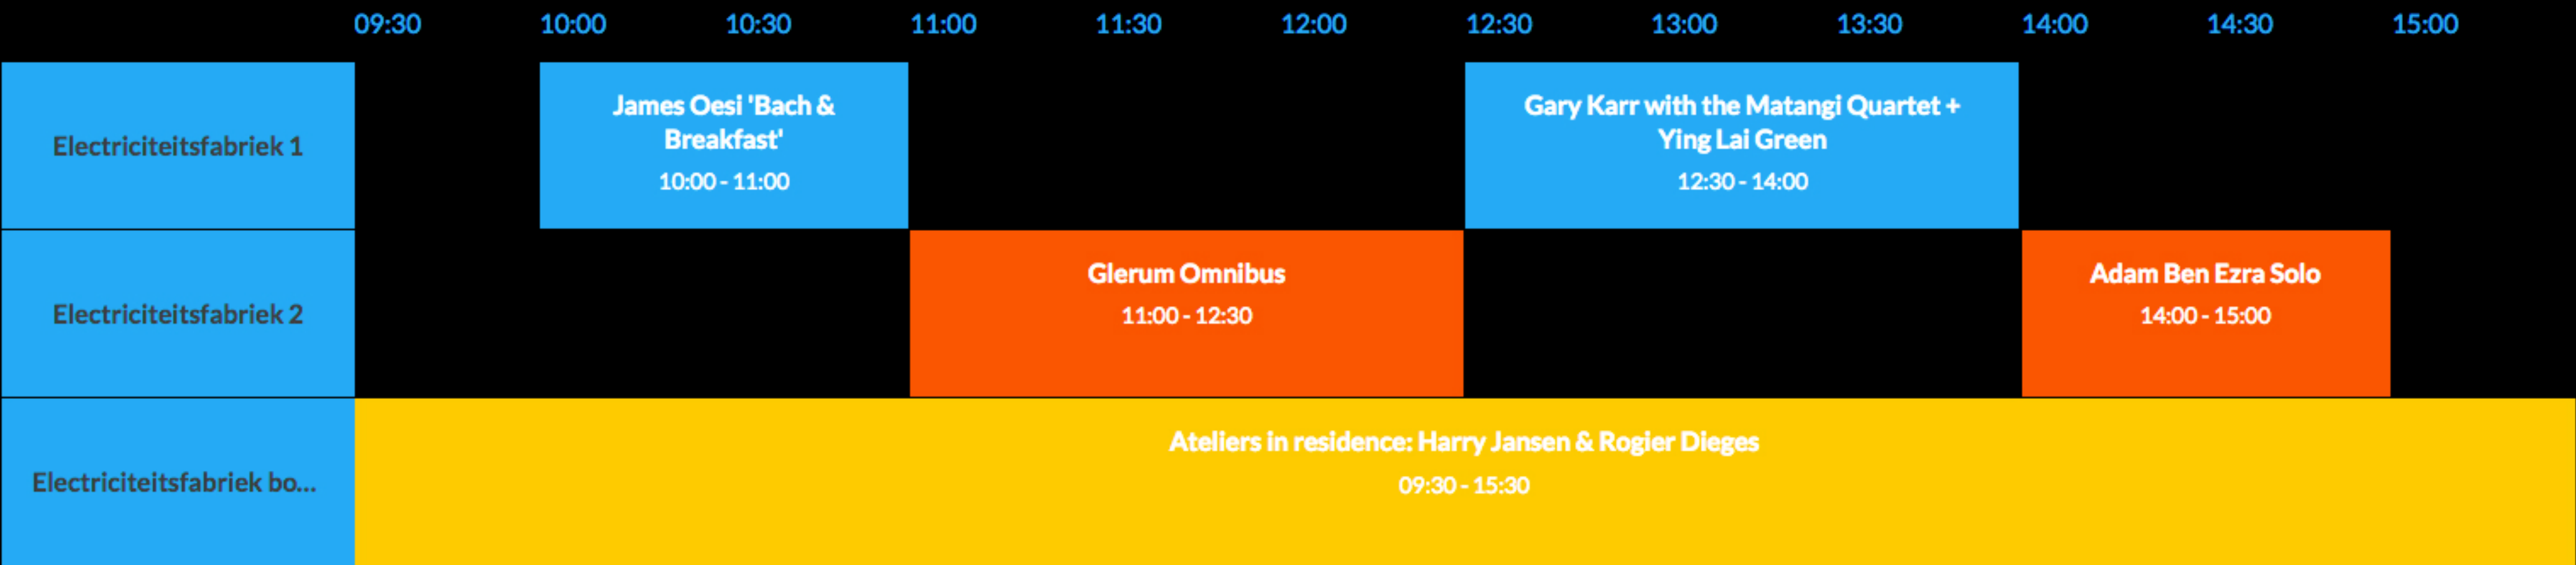 09:30 10:00 10:30 11:00 11:30 12:00 12:30 13:00 13:30 14:00 14:30 15:00
Electriciteitsfabriek 1
James Oesi 'Bach &
Breakfast'
10:00 - 11:00
Gary Karr with the Matangi Quartet +
Ying Lai Green
12:30 - 14:00
Electriciteitsfabriek 2
Glerum Omnibus
11:00 - 12:30
Adam Ben Ezra Solo
14:00 - 15:00
Electriciteitsfabriek bo...
Ateliers in residence: Harry Jansen & Rogier Dieges
09:30 - 15:30